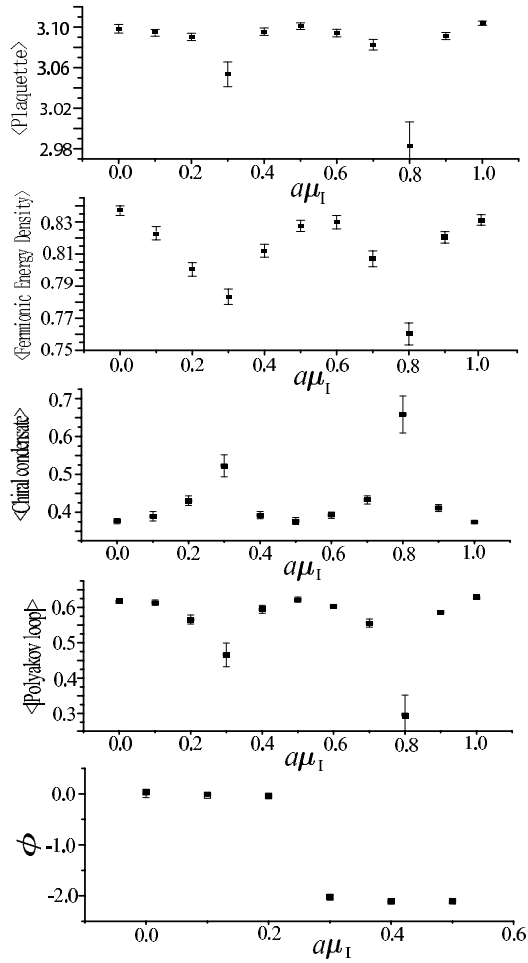 <Plaquette>
3.10
3.06
3.02
2.98
0.0 0.2 0.4 0.6 0.8 1.0
aμI
<Fermionic Energy Density>
0.83
0.81
0.79
0.77
0.75
0.0 0.2 0.4 0.6 0.8 1.0
aμI
<Chiral condensate>
0.7
0.6
0.5
0.4
0.0 0.2 0.4 0.6 0.8 1.0
aμI
<|Polyakov loop|>
0.6
0.5
0.3
0.0 0.2 0.4 0.6 0.8 1.0
aμI
ϕ
0.0
-1.0
-2.0
0.0 0.2 0.4 0.6
aμI